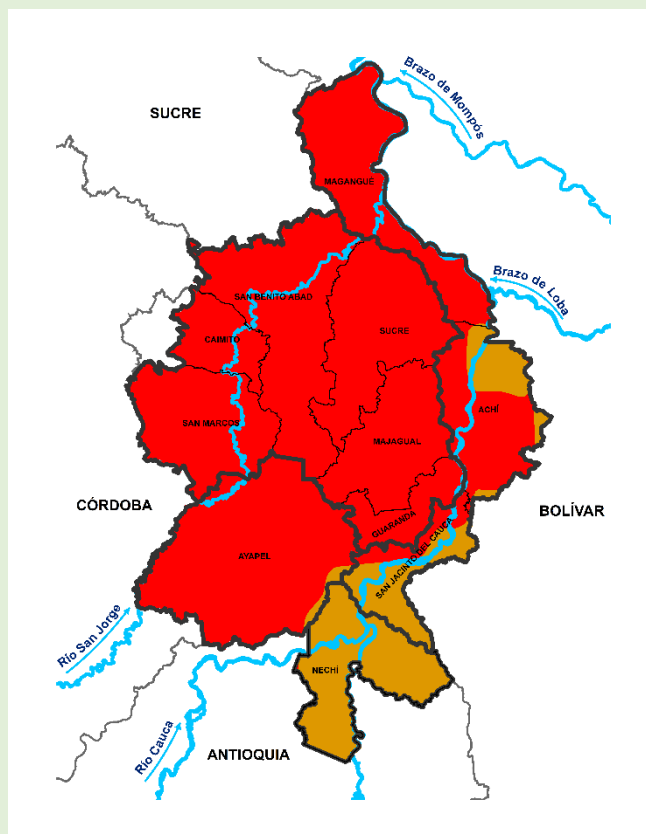 Brazo de Mompós
SUCRE
MAGANGUÉ
Brazo de Loba
SAN BENITO ABAD
SUCRE
CAIMITO
ACHÍ
SAN MARCOS
MAJAGUAL
CÓRDOBA
BOLÍVAR
GUARANDA
AYAPEL
SAN JACINTO DEL CAUCA
Río San Jorge
NECHÍ
Río Cauca
ANTIOQUIA